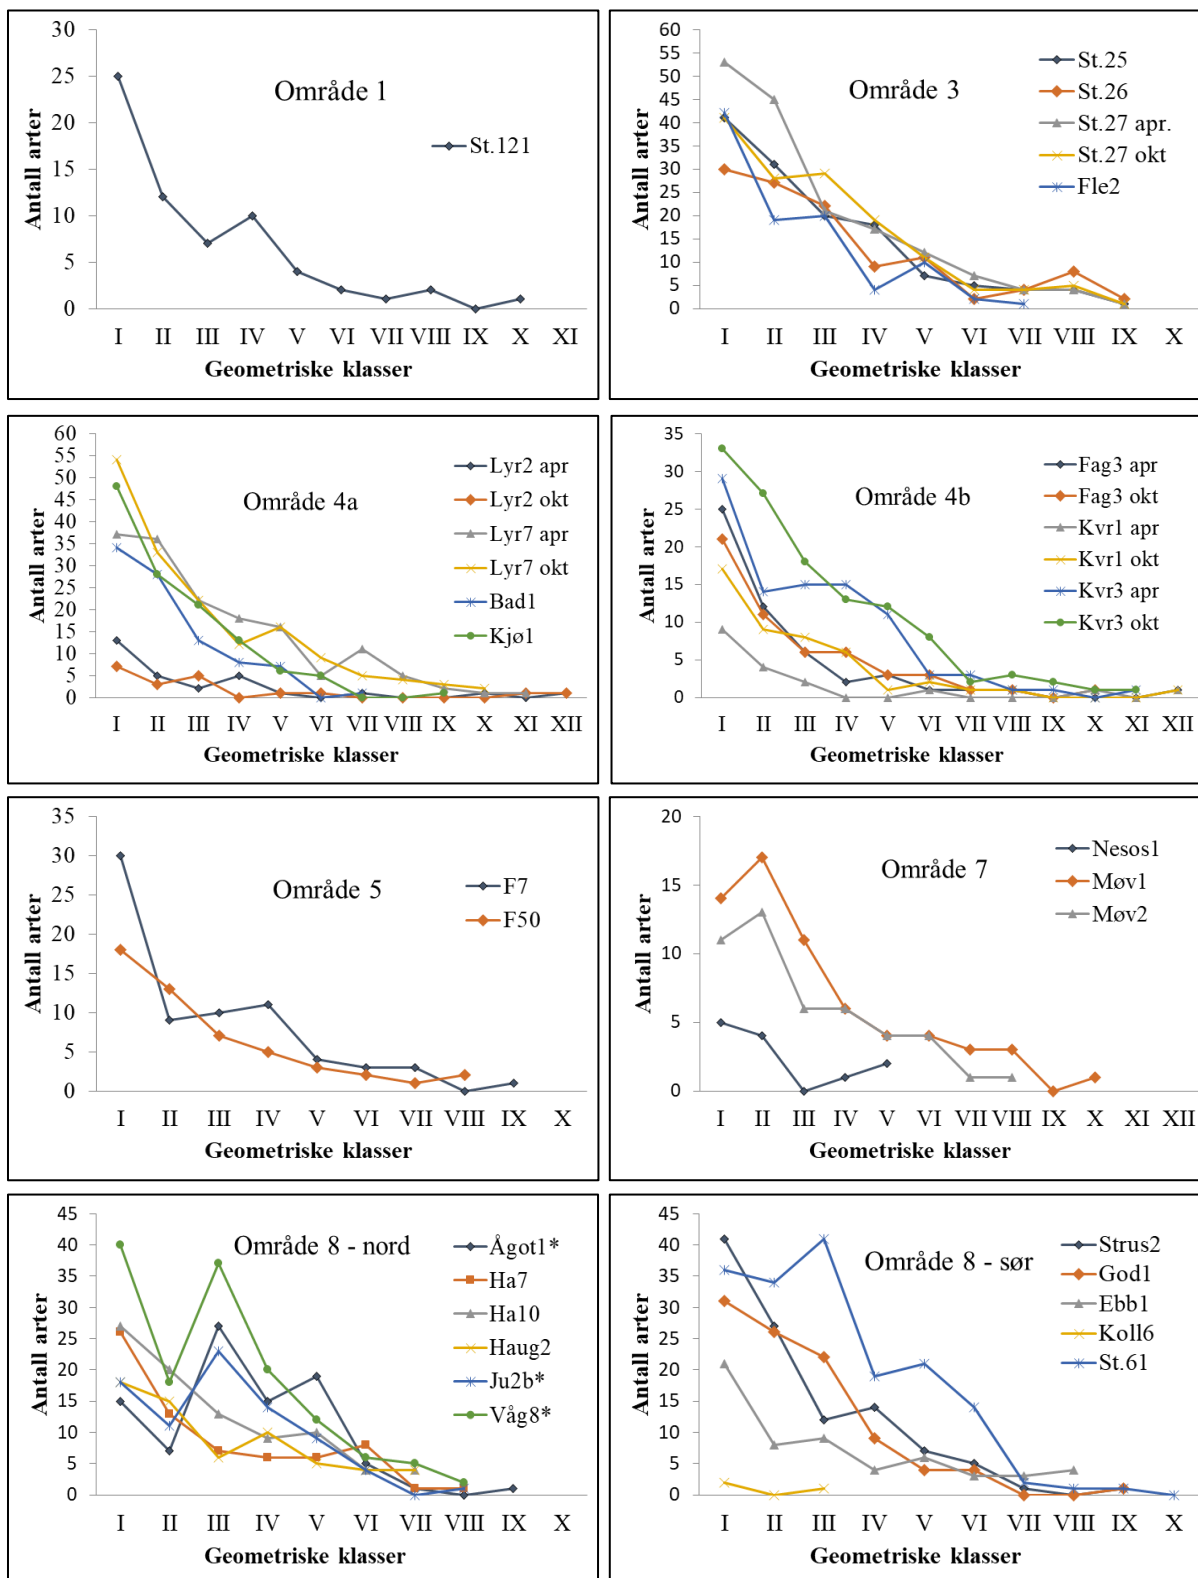 Område 1
Antall arter
30
25
20
15
10
5
0
St.121
I II III IV V VI VII VIII IX X XI
Geometriske klasser
Område 3
Antall arter
60
55
50
45
40
35
30
25
20
15
10
5
0
St.25
St.26
St.27 apr.
St.27 okt
Fle2
I II III IV V VI VII VIII IX X
Geometriske klasser
Område 4a
Antall arter
60
55
50
45
40
35
30
25
20
15
10
5
0
Lyr2 apr
Lyr2 okt
Lyr7 apr
Lyr7 okt
Bad1
Kjø1
I II III IV V VI VII VIII IX X XI XII
Geometriske klasser
Område 4b
Antall arter
35
30
25
20
15
10
5
0
Fag3 apr
Fag3 okt
Kvr1 apr
Kvr1 okt
Kvr3 apr
Kvr3 okt
I II III IV V VI VII VIII IX X XI XII
Geometriske klasser
Område 5
Antall arter
35
30
25
20
15
10
5
0
F7
F50
I II III IV V VI VII VIII IX X
Geometriske klasser
Område 7
Antall arter
20
15
10
5
0
Nesos1
Møv1
Møv2
I II III IV V VI VII VIII IX X XI XII
Geometriske klasser
Område 8 - nord
Antall arter
45
40
35
30
25
20
15
10
5
0
Ågot1*
Ha7
Ha10
Haug2
Ju2b*
Våg8*
I II III IV V VI VII VIII IX X
Geometriske klasser
Område 8 - sør
Antall arter
45
40
35
30
25
20
15
10
5
0
Strus2
God1
Ebb1
Koll6
St.61
I II III IV V VI VII VIII IX X
Geometriske klasser